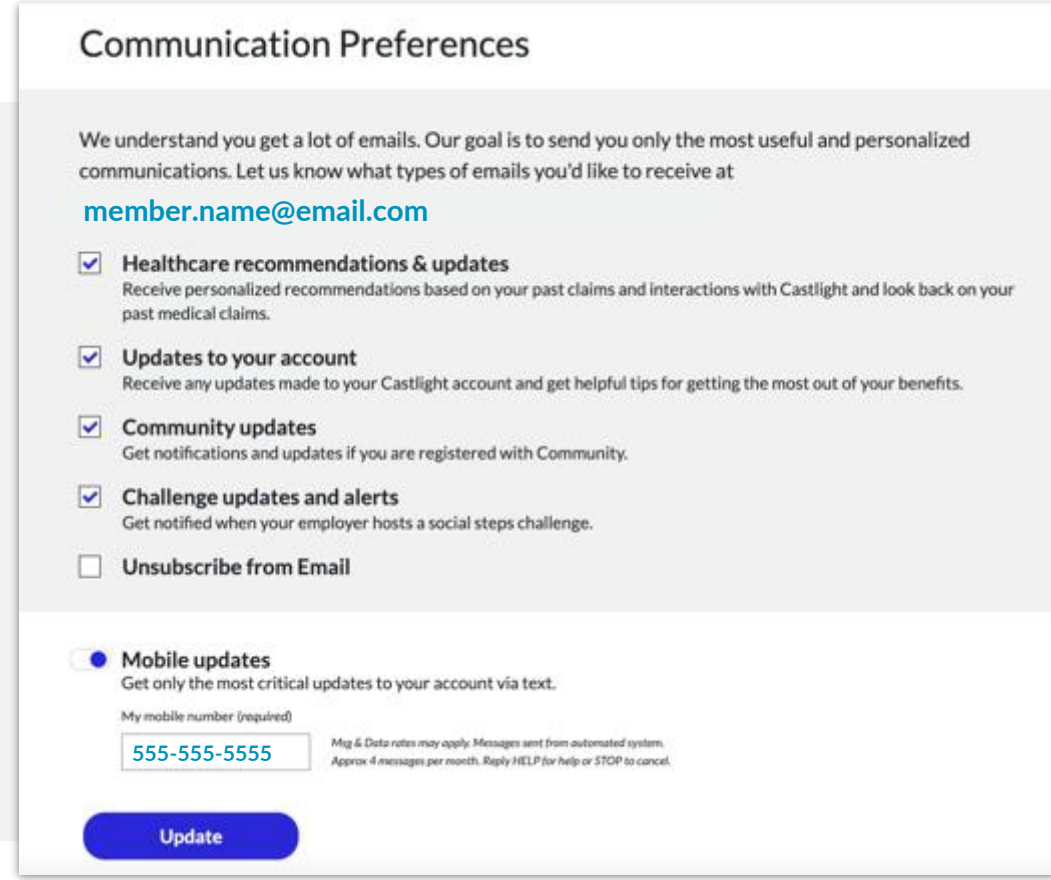 Communication Preferences
We understand you get a lot of emails. Our goal is to send you only the most useful and personalized
communications. Let us know what types of emails you'd like to receive at
member.name@email.com
Healthcare recommendations & updates
Receive personalized recommendations based on your past claims and interactions with Castlight and look back on your
past medical claims.
Updates to your account
Receive any updates made to your Castlight account and get helpful tips for getting the most out of your benefits.
Community updates
Get notifications and updates if you are registered with Community.
Challenge updates and alerts
Get notified when your employer hosts a social steps challenge.
Unsubscribe from Email
Mobile updates
Get only the most critical updates to your account via text.
My mobile number (required)
555-555-5555
Msg & Data rates may apply. Messages sent from automated system.
Approx 4 messages per month. Reply HELP for help or STOP to cancel.
Update